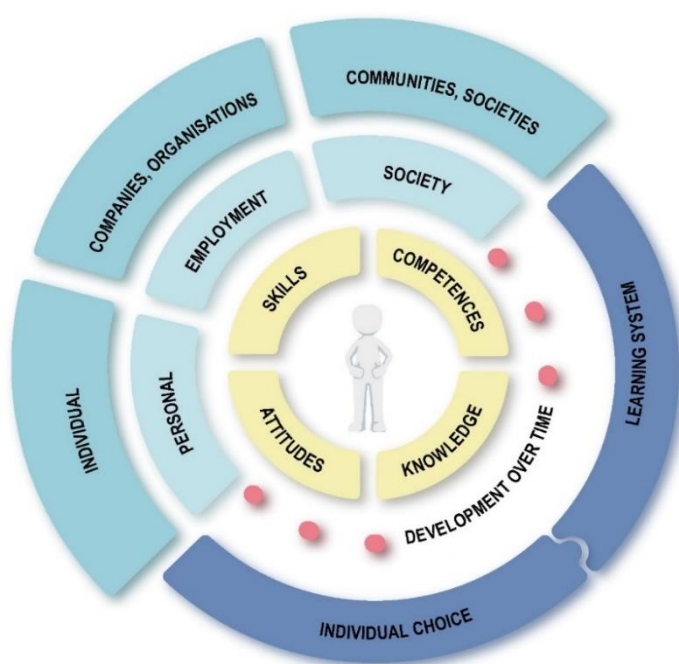 COMMUNITIES, SOCIETIES
COMPANIES, ORGANISATIONS
SOCIETY
EMPLOYMENT
SKILLS
COMPETENCES
LEARNING SYSTEM
INDIVIDUAL
PERSONAL
ATTITUDES
KNOWLEDGE
DEVELOPMENT OVER TIME
INDIVIDUAL CHOICE